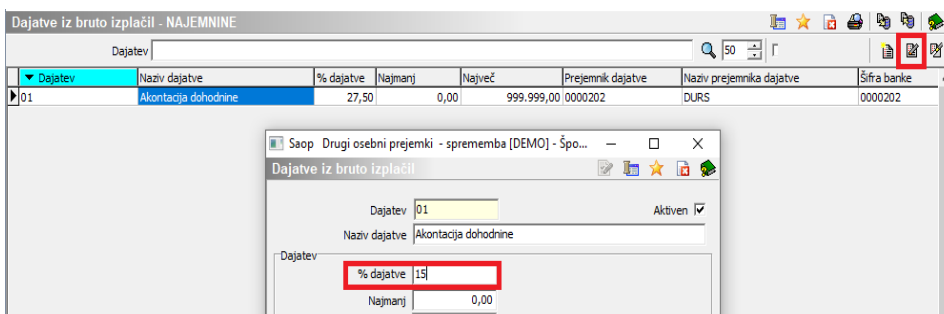 Dajatve iz bruto izplačil - NAJEMNINE
Dajatev
50
Dajatev Naziv dajatve % dajatve Najmanj Največ Prejemnik dajatve Naziv prejemnika dajatve Šifra banke
01 Akontacija dohodnine 27,50 0,00 999.999,00 0000202 DURS 0000202
Saop Drugi osebni prejemki - sprememba [DEMO] - Špo...
Dajatve iz bruto izplačil
Dajatev 01 Aktiven
Naziv dajatve Akontacija dohodnine
Dajatev
% dajatve 15
Najmanj 0,00